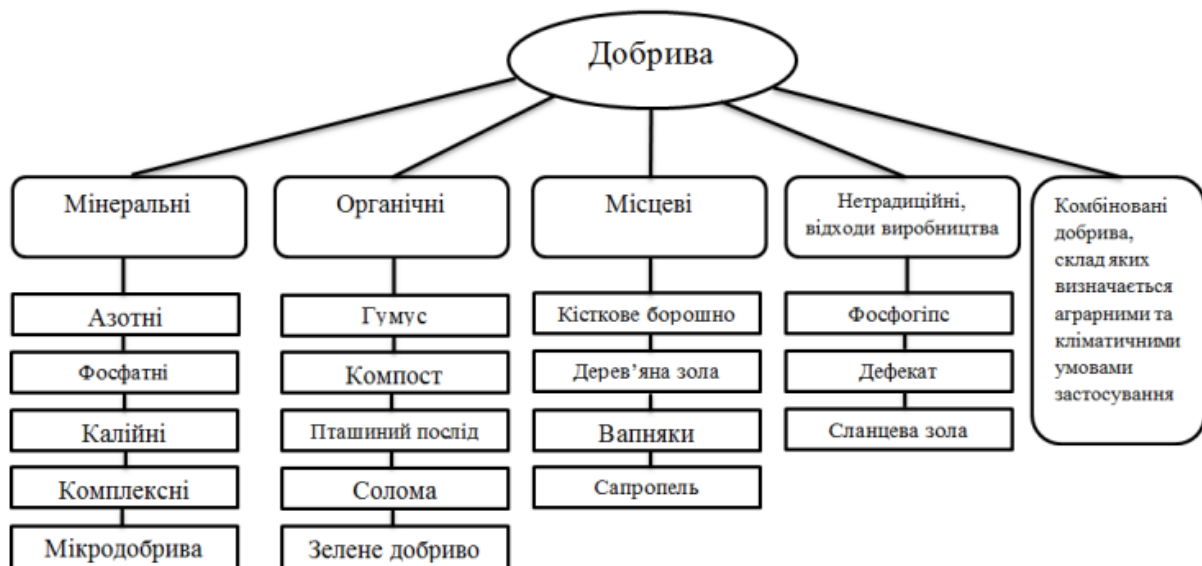 Добрива
Мінеральні
Азотні
Фосфатні
Калійні
Комплексні
Мікродобрива
Органічні
Гумус
Компост
Пташиний послід
Солома
Зелене добриво
Місцеві
Кісткове борошно
Дерев’яна зола
Вапняки
Сапропель
Нетрадиційні,
відходи виробництва
Фосфогіпс
Дефекат
Сланцева зола
Комбіновані
добрива,
склад яких
визначається
аграрними та
кліматичними
умовами
застосування